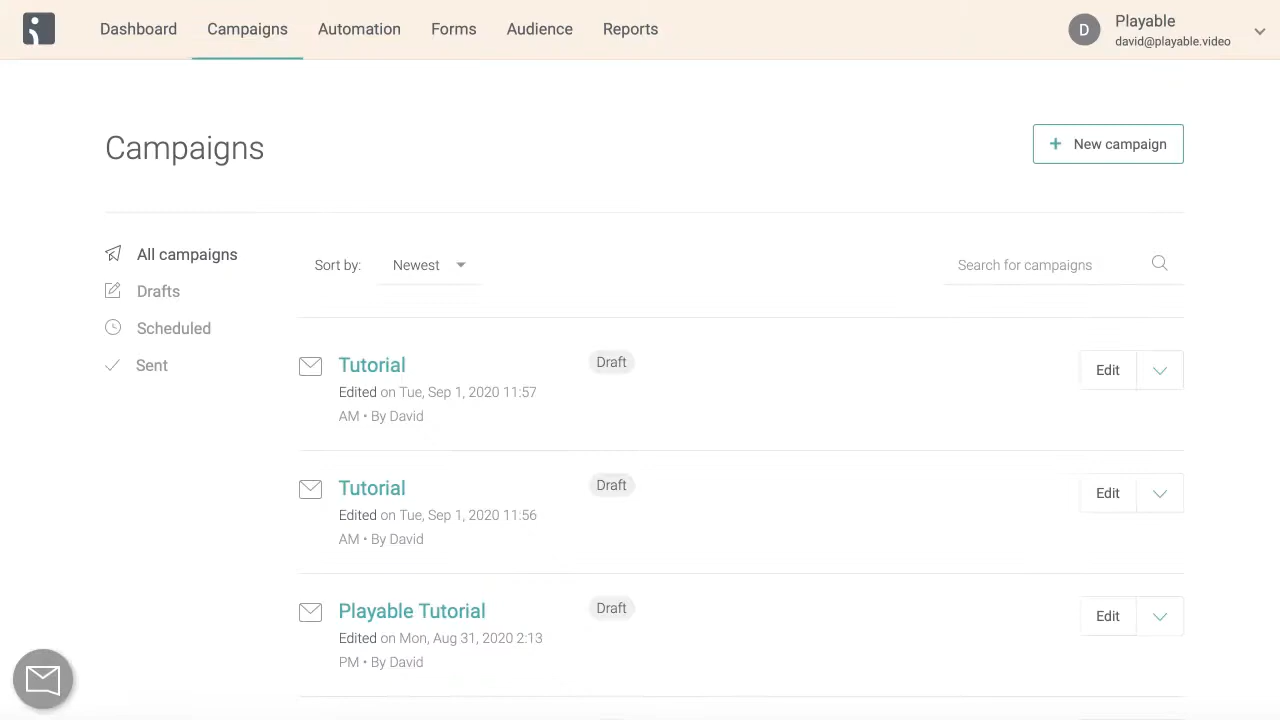 Dashboard Campaigns Automation Forms Audience Reports
D
Playable
david@playable.video
Campaigns
+ New campaign
All campaigns
Drafts
Scheduled
Sent
Sort by: Newest
Search for campaigns
Tutorial
Draft
Edit
Edited on Tue, Sep 1, 2020 11:57
AM • By David
Tutorial
Draft
Edit
Edited on Tue, Sep 1, 2020 11:56
AM • By David
Playable Tutorial
Draft
Edit
Edited on Mon, Aug 31, 2020 2:13
PM • By David